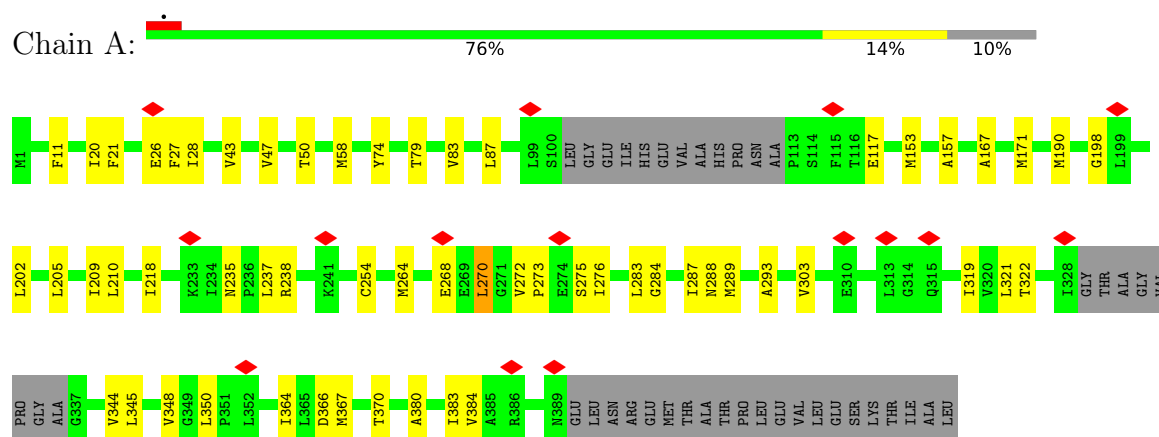 •
Chain A:
76% 14% 10%
M1 F11 I20 F21 E26 F27 I28 V43 V47 T50 M58 Y74 T79 V83 L87 L99 S100 LEU GLY GLU ILE HIS GLU VAL ALA HIS PRO ASN ALA P113 S114 F115 T116 E117 M153 A157 A167 M171 M190 G198 L199
L202 L205 I209 L210 I218 K233 I234 N235 P236 L237 R238 K241 C254 M264 E268 E269 L270 G271 V272 P273 E274 S275 I276 L283 G284 I287 N288 M289 A293 V303 E310 L313 G314 Q315 I319 V320 L321 T322 I328 GLY THR ALA GLY VAL
PRO GLY ALA G337 V344 L345 V348 G349 L350 P351 L352 I364 L365 D366 M367 T370 A380 I383 V384 A385 R386 N389 GLU LEU ASN ARG GLU MET THR ALA THR PRO LEU GLU VAL LEU GLU SER LYS THR ILE ALA LEU